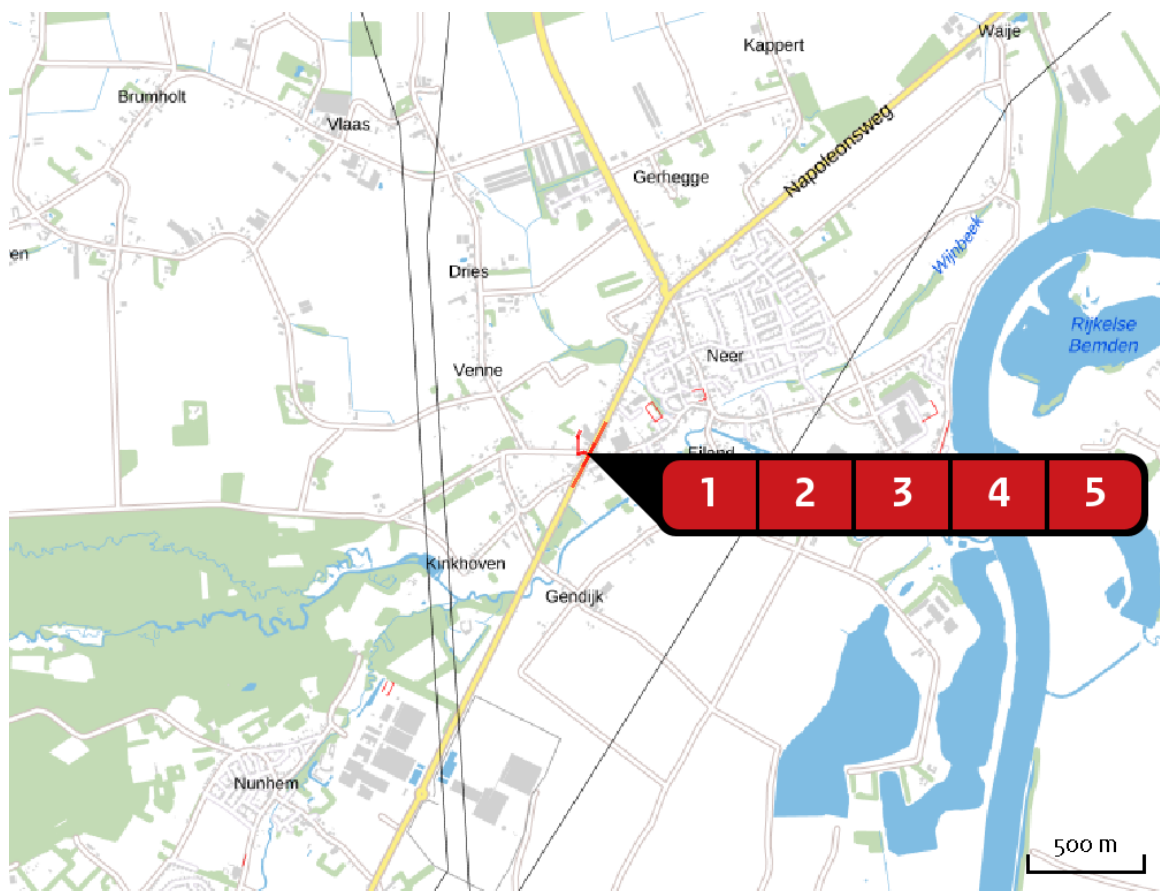 Waije
Kappert
Brumholt
Vlaas
Napoleonsweg
Gerhegge
Wijnbeek
en
Dries
Rijkelse
Bemden
Neer
Venne
Eiland
1 2 3 4 5
Kinkhoven
Gendijk
Nunhem
500 m